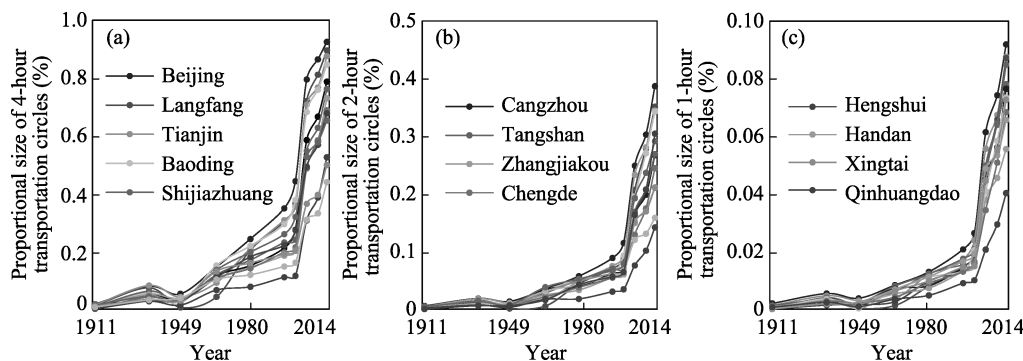 Proportional size of 4-hour
transportation circles (%)
1.0
0.8
0.6
0.4
0.2
0
(a)
Beijing
Langfang
Tianjin
Baoding
Shijiazhuang
1911
1949
1980
2014
Year
Proportional size of 2-hour
transportation circles (%)
0.5
0.4
0.3
0.2
0.1
0
(b)
Cangzhou
Tangshan
Zhangjiakou
Chengde
1911
1949
1980
2014
Year
Proportional size of 1-hour
transportation circles (%)
0.10
0.08
0.06
0.04
0.02
0
(c)
Hengshui
Handan
Xingtai
Qinhuangdao
1911
1949
1980
2014
Year